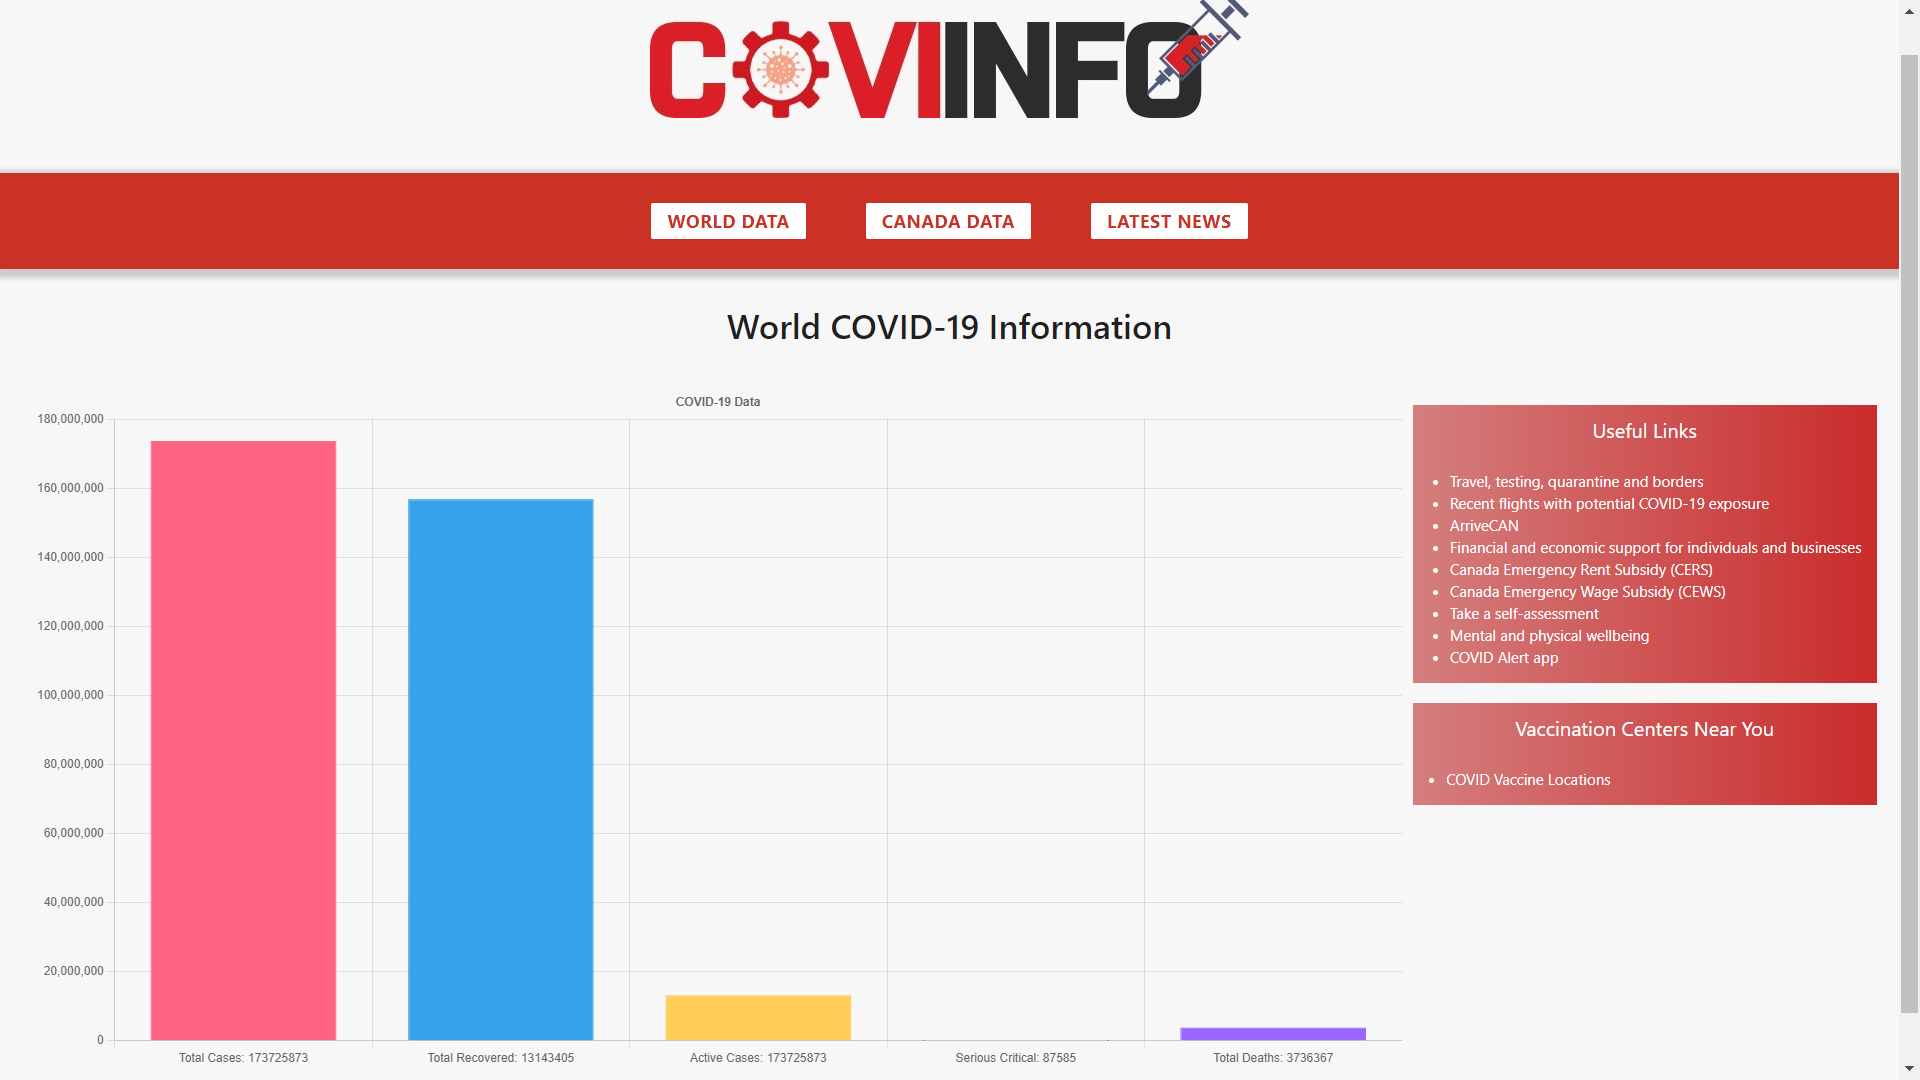 COVIINFO
WORLD DATA
CANADA DATA
LATEST NEWS
World COVID-19 Information
COVID-19 Data
180,000,000
160,000,000
140,000,000
120,000,000
100,000,000
80,000,000
60,000,000
40,000,000
20,000,000
0
Total Cases: 173725873
Total Recovered: 13143405
Active Cases: 173725873
Serious Critical: 87585
Total Deaths: 3736367
Useful Links
Travel, testing, quarantine and borders
Recent flights with potential COVID-19 exposure
ArriveCAN
Financial and economic support for individuals and businesses
Canada Emergency Rent Subsidy (CERS)
Canada Emergency Wage Subsidy (CEWS)
Take a self-assessment
Mental and physical wellbeing
COVID Alert app
Vaccination Centers Near You
COVID Vaccine Locations